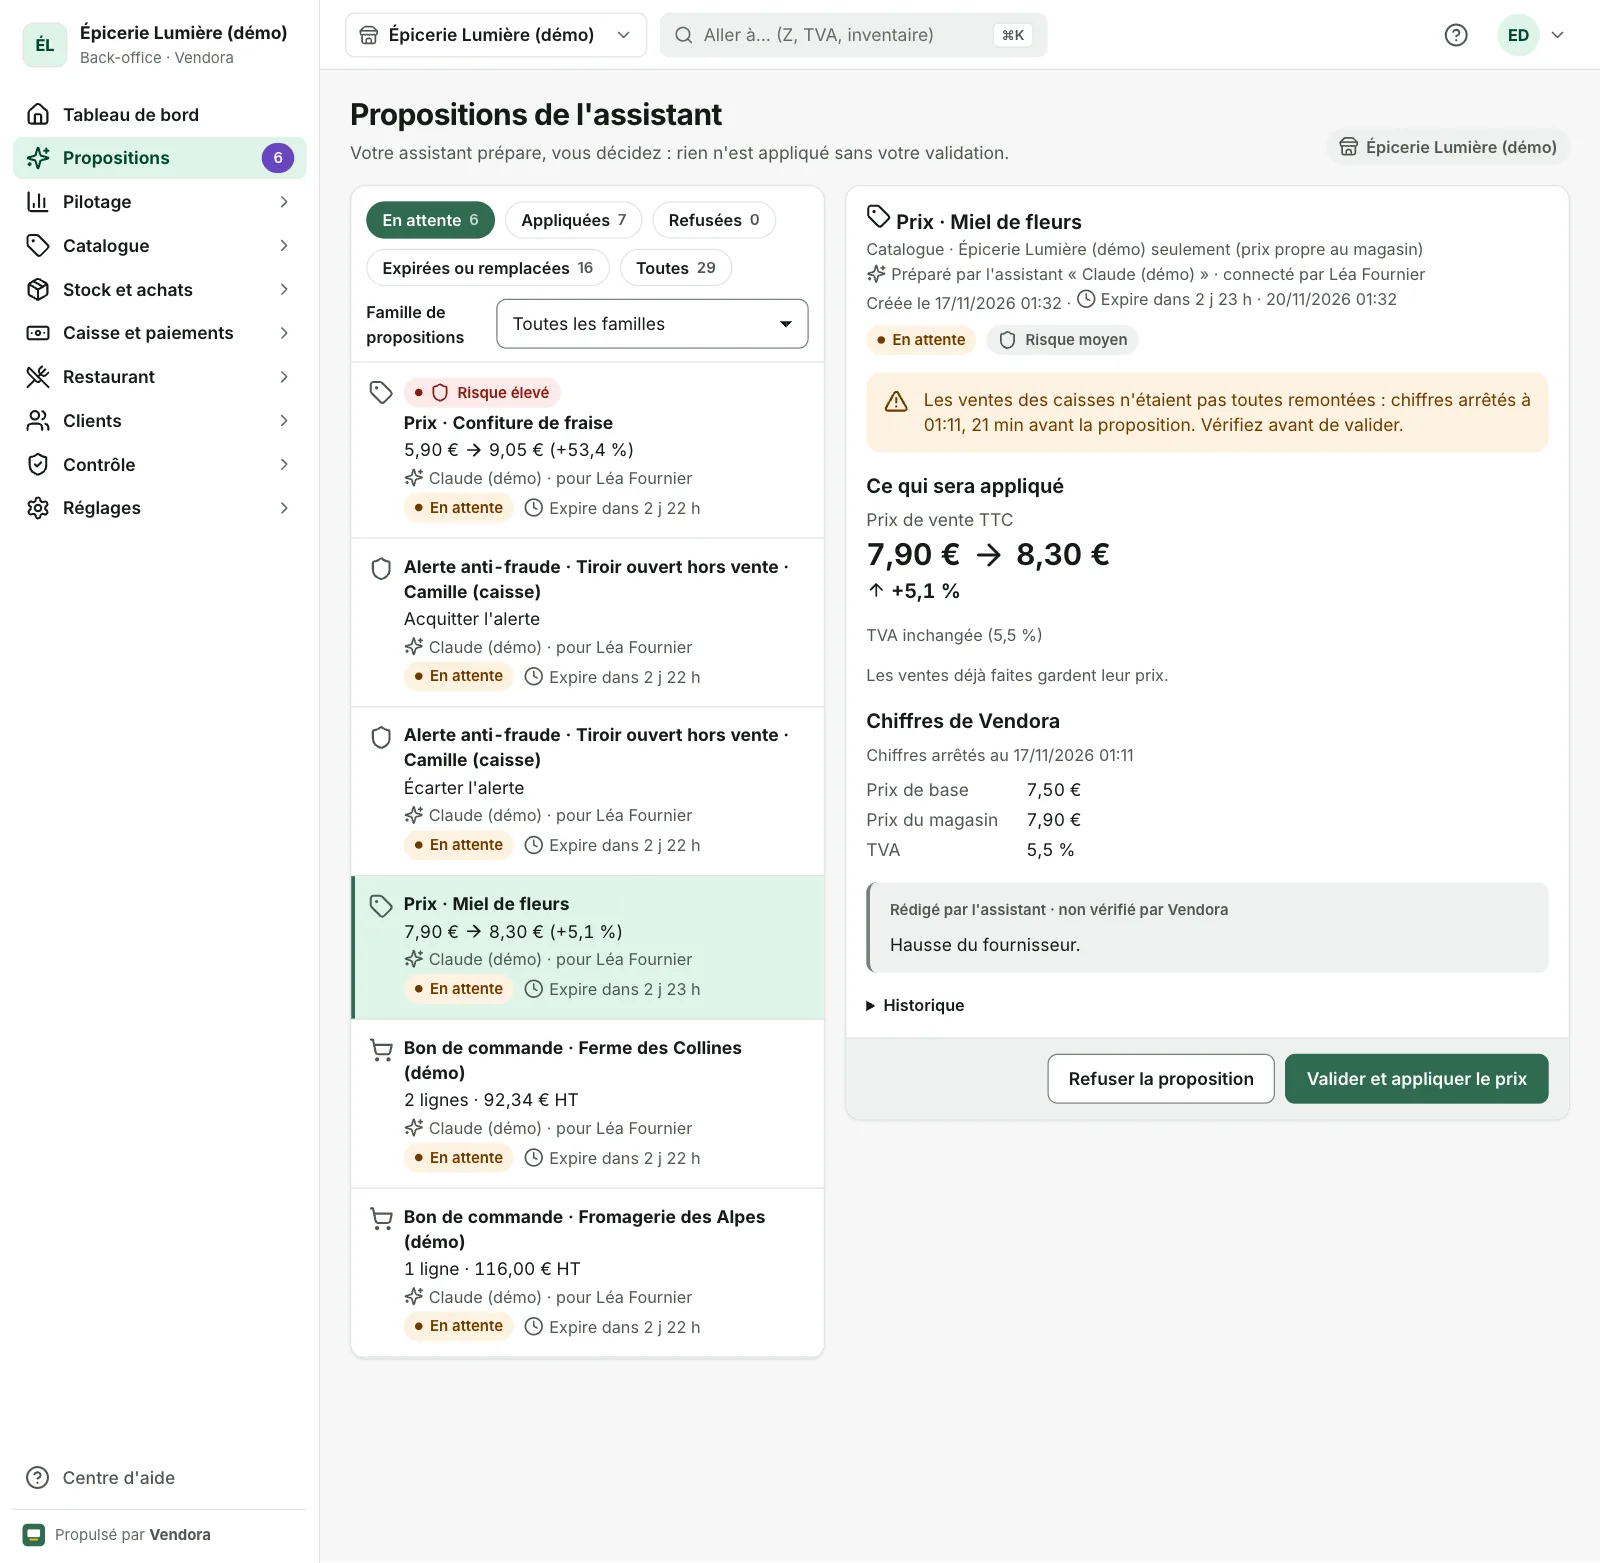 ÉL
Épicerie Lumière (démo)
Back-office · Vendora
Tableau de bord
Propositions 6
Pilotage
Catalogue
Stock et achats
Caisse et paiements
Restaurant
Clients
Contrôle
Réglages
Centre d'aide
Propulsé par Vendora
Épicerie Lumière (démo)
Aller à... (Z, TVA, inventaire) ⌘K
ED
Propositions de l'assistant
Votre assistant prépare, vous décidez : rien n'est appliqué sans votre validation.
Épicerie Lumière (démo)
En attente 6
Appliquées 7
Refusées 0
Expirées ou remplacées 16
Toutes 29
Famille de
propositions
Toutes les familles
Risque élevé
Prix · Confiture de fraise
5,90 € → 9,05 € (+53,4 %)
Claude (démo) · pour Léa Fournier
En attente Expire dans 2 j 22 h
Alerte anti-fraude · Tiroir ouvert hors vente ·
Camille (caisse)
Acquitter l'alerte
Claude (démo) · pour Léa Fournier
En attente Expire dans 2 j 22 h
Alerte anti-fraude · Tiroir ouvert hors vente ·
Camille (caisse)
Écarter l'alerte
Claude (démo) · pour Léa Fournier
En attente Expire dans 2 j 22 h
Prix · Miel de fleurs
7,90 € → 8,30 € (+5,1 %)
Claude (démo) · pour Léa Fournier
En attente Expire dans 2 j 23 h
Bon de commande · Ferme des Collines
(démo)
2 lignes · 92,34 € HT
Claude (démo) · pour Léa Fournier
En attente Expire dans 2 j 22 h
Bon de commande · Fromagerie des Alpes
(démo)
1 ligne · 116,00 € HT
Claude (démo) · pour Léa Fournier
En attente Expire dans 2 j 22 h
Prix · Miel de fleurs
Catalogue · Épicerie Lumière (démo) seulement (prix propre au magasin)
Préparé par l'assistant « Claude (démo) » · connecté par Léa Fournier
Créée le 17/11/2026 01:32 · Expire dans 2 j 23 h · 20/11/2026 01:32
En attente Risque moyen
Les ventes des caisses n'étaient pas toutes remontées : chiffres arrêtés à
01:11, 21 min avant la proposition. Vérifiez avant de valider.
Ce qui sera appliqué
Prix de vente TTC
7,90 € → 8,30 €
↑ +5,1 %
TVA inchangée (5,5 %)
Les ventes déjà faites gardent leur prix.
Chiffres de Vendora
Chiffres arrêtés au 17/11/2026 01:11
Prix de base 7,50 €
Prix du magasin 7,90 €
TVA 5,5 %
Rédigé par l'assistant · non vérifié par Vendora
Hausse du fournisseur.
Historique
Refuser la proposition
Valider et appliquer le prix